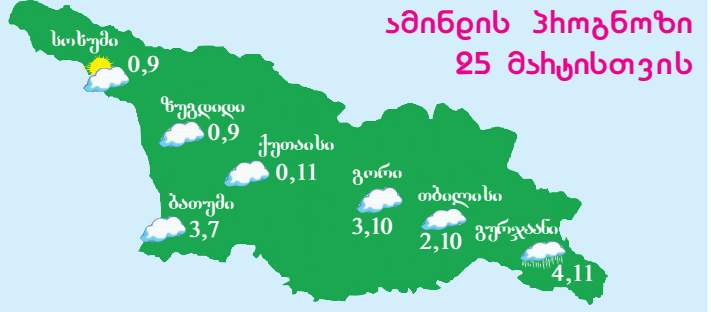 ამინდის პროგნოზი
25 მარტისთვის
სოხუმი
0,9
ზუგდიდი
0,9
ქუთაისი
0,11
გორი
3,10
თბილისი
2,10
ბათუმი
3,7
გურჯაანი
4,11